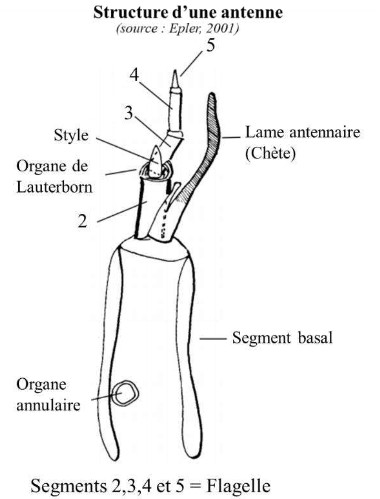 Structure d'une antenne
(source : Epler, 2001)
5
4
3
Style
Lame antennaire
(Chète)
Organe de
Lauterborn
2
Segment basal
Organe
annulaire
Segments 2,3,4 et 5 = Flagelle